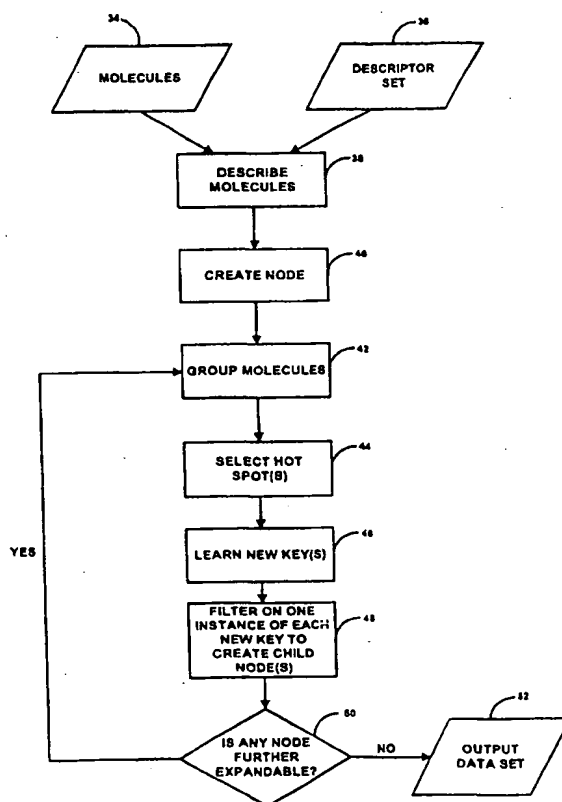 34
MOLECULES
36
DESCRIPTOR
SET
38
DESCRIBE
MOLECULES
46
CREATE NODE
42
GROUP MOLECULES
44
SELECT HOT
SPOT(S)
46
LEARN NEW KEY(S)
48
FILTER ON ONE
INSTANCE OF EACH
NEW KEY TO
CREATE CHILD
NODE(S)
YES
50
IS ANY NODE
FURTHER
EXPANDABLE?
NO
52
OUTPUT
DATA SET